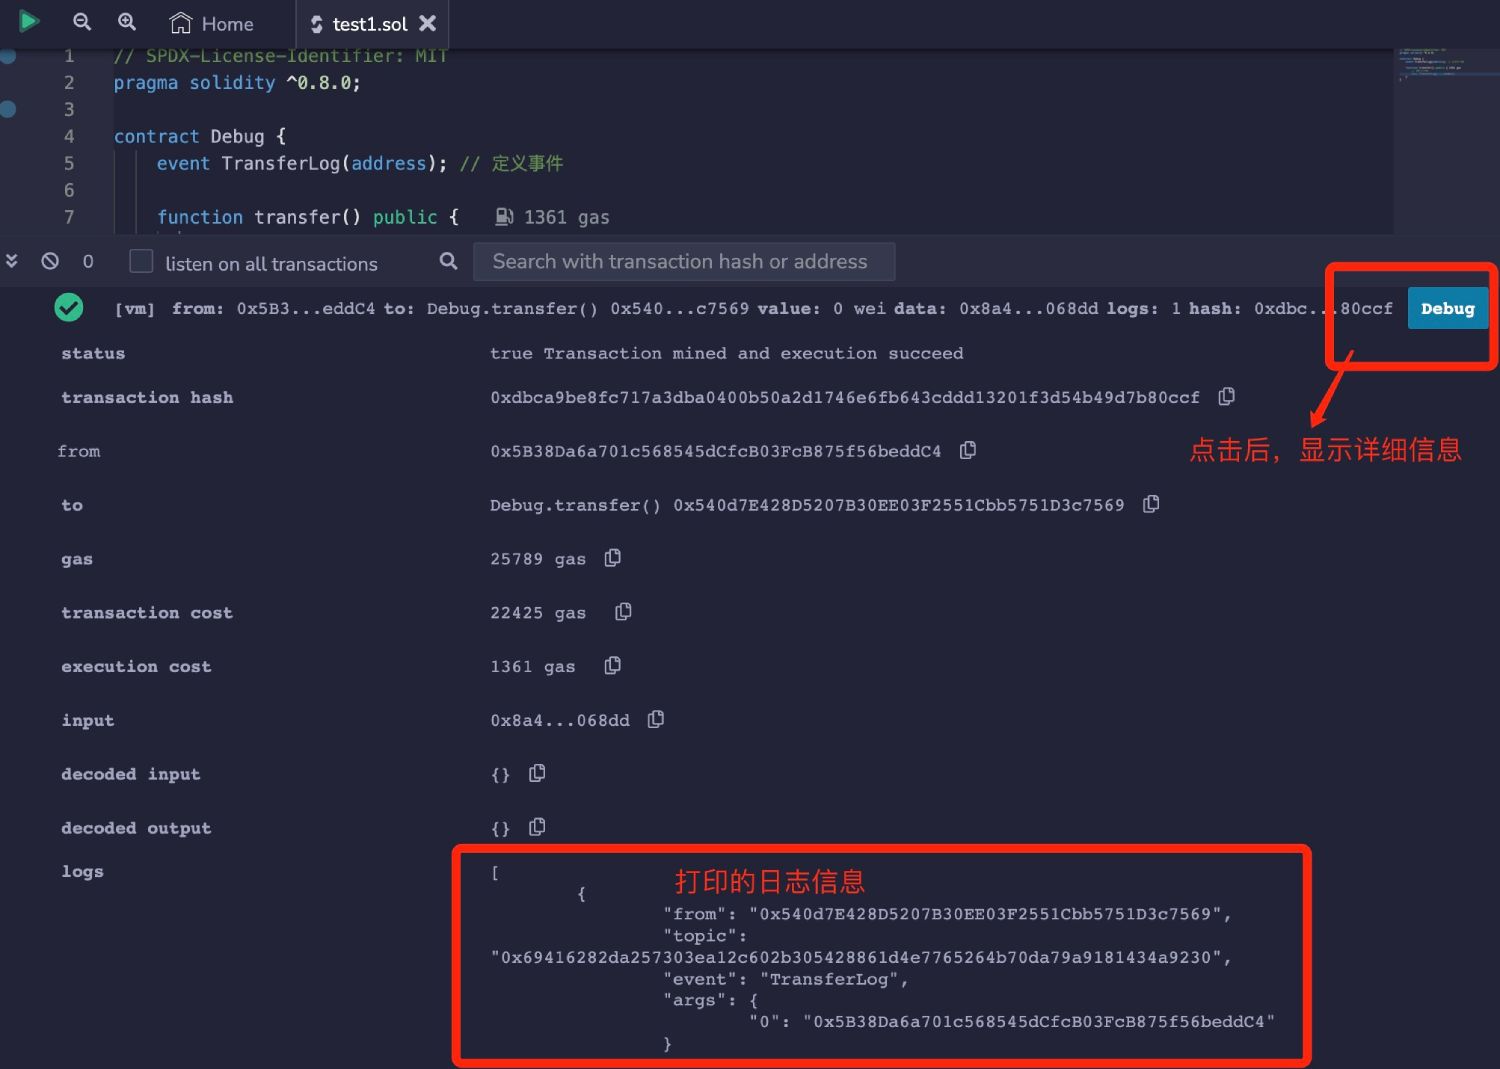 Home
test1.sol
1 // SPDX-License-Identifier: MIT
2 pragma solidity ^0.8.0;
3
4 contract Debug {
5 event TransferLog(address); // 定义事件
6
7 function transfer() public { 1361 gas
0 listen on all transactions Search with transaction hash or address
[vm] from: 0x5B3...eddC4 to: Debug.transfer() 0x540...c7569 value: 0 wei data: 0x8a4...068dd logs: 1 hash: 0xdbc...80ccf Debug
status true Transaction mined and execution succeed
transaction hash 0xdbca9be8fc717a3dba0400b50a2d1746e6fb643cddd13201f3d54b49d7b80ccf
点击后，显示详细信息
from 0x5B38Da6a701c568545dCfcB03FcB875f56beddC4
to Debug.transfer() 0x540d7E428D5207B30EE03F2551Cbb5751D3c7569
gas 25789 gas
transaction cost 22425 gas
execution cost 1361 gas
input 0x8a4...068dd
decoded input {}
decoded output {}
logs [
打印的日志信息
{
"from": "0x540d7E428D5207B30EE03F2551Cbb5751D3c7569",
"topic":
"0x69416282da257303ea12c602b305428861d4e7765264b70da79a9181434a9230",
"event": "TransferLog",
"args": {
"0": "0x5B38Da6a701c568545dCfcB03FcB875f56beddC4"
}